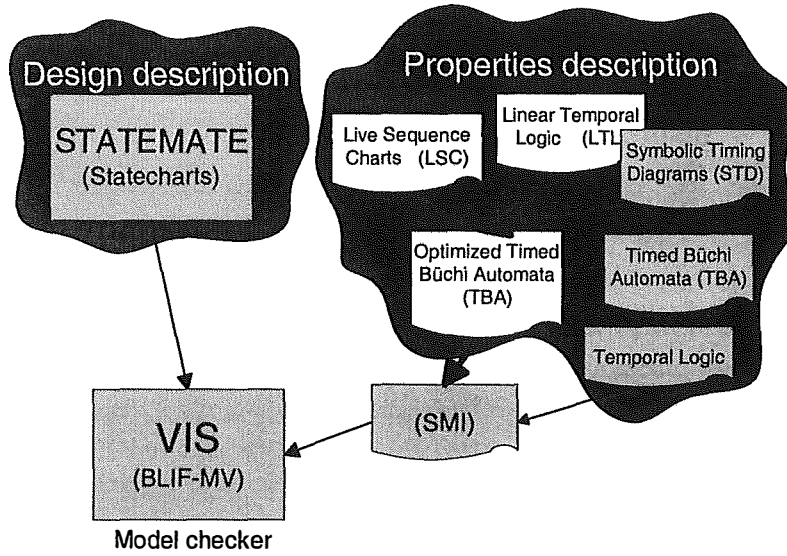 Design description
STATEMATE
(Statecharts)
Properties description
Live Sequence
Charts (LSC)
Linear Temporal
Logic (LTL
Symbolic Timing
Diagrams (STD)
Optimized Timed
Büchi Automata
(TBA)
Timed Büchi
Automata (TBA)
Temporal Logic
VIS
(BLIF-MV)
(SMI)
Model checker